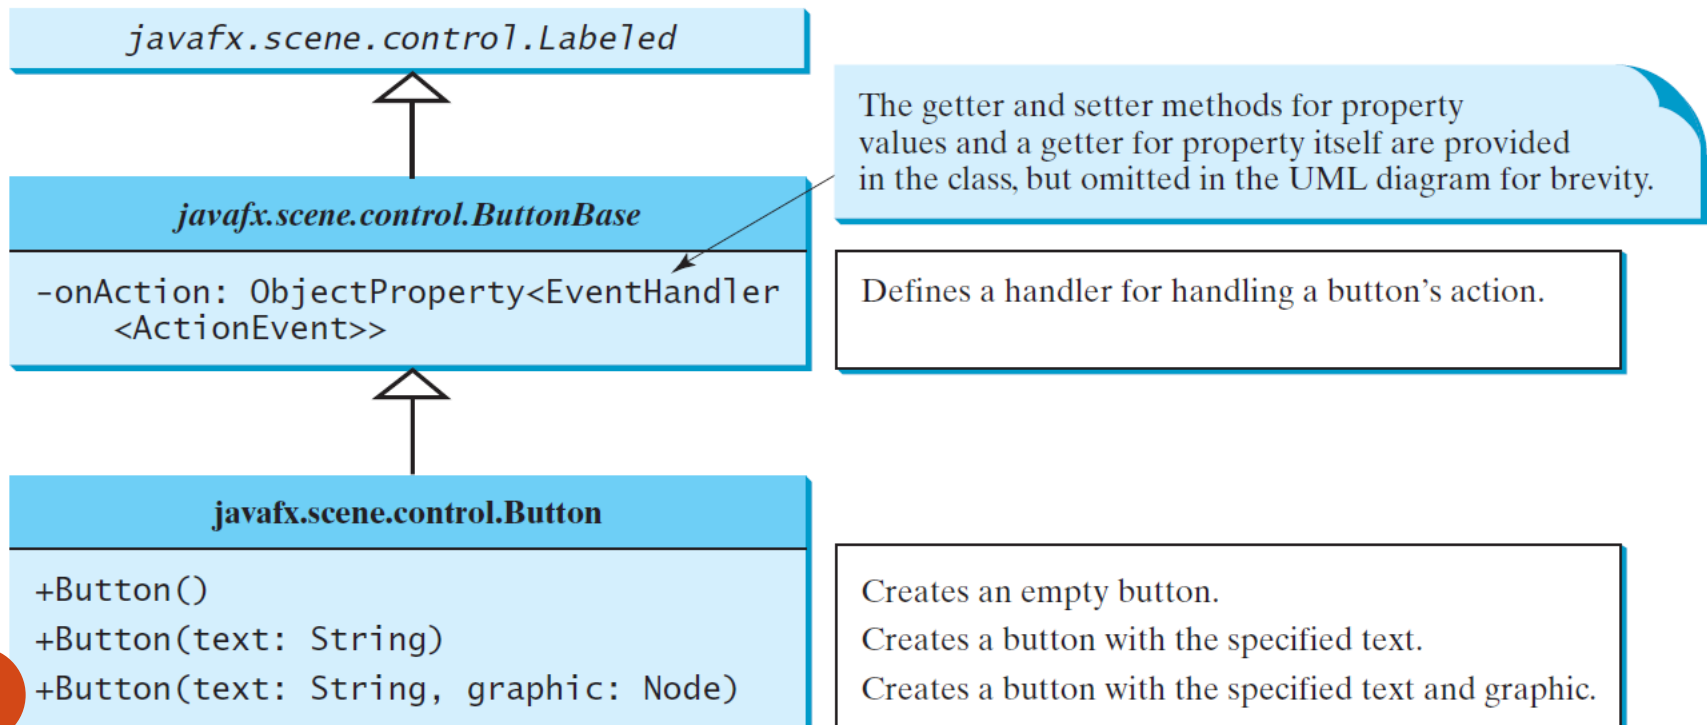 javafx.scene.control.Labeled
The getter and setter methods for property
values and a getter for property itself are provided
in the class, but omitted in the UML diagram for brevity.
javafx.scene.control.ButtonBase
-onAction: ObjectProperty<EventHandler
<ActionEvent>>
Defines a handler for handling a button’s action.
javafx.scene.control.Button
+Button()
Creates an empty button.
+Button(text: String)
Creates a button with the specified text.
+Button(text: String, graphic: Node)
Creates a button with the specified text and graphic.